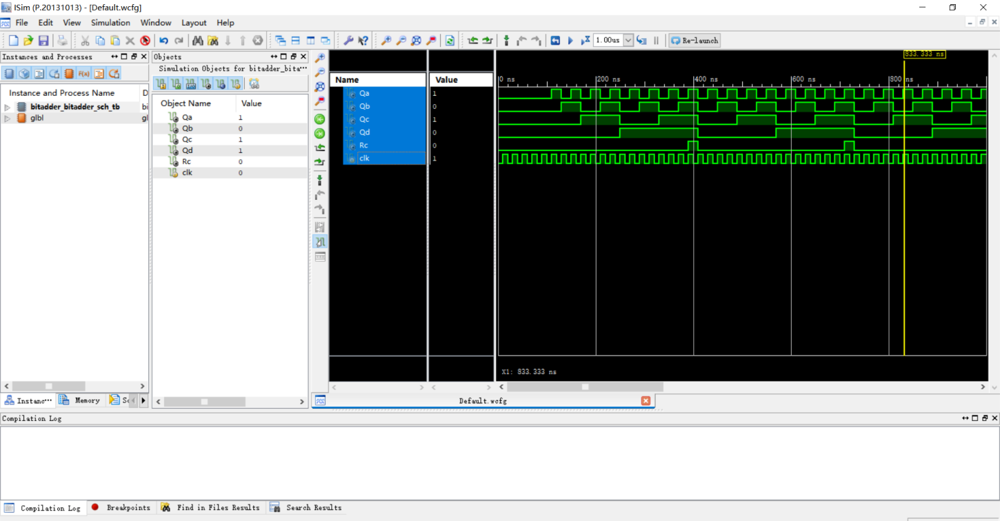 ISim (P.20131013) - [Default.wcfg]
File Edit View Simulation Window Layout Help
1.00us Re-launch
Instances and Processes
Instance and Process Name D
bitadder_bitadder_sch_tb bi
glbl gl
Instanc... Memory Sc
Objects
Simulation Objects for bitadder_bita...
Object Name Value
Qa 1
Qb 0
Qc 1
Qd 1
Rc 0
clk 0
Name Value
Qa 1
Qb 0
Qc 1
Qd 0
Rc 0
clk 1
833.333 ns
0 ns 200 ns 400 ns 600 ns 800 ns
X1: 833.333 ns
Default.wcfg
Compilation Log
Compilation Log Breakpoints Find in Files Results Search Results